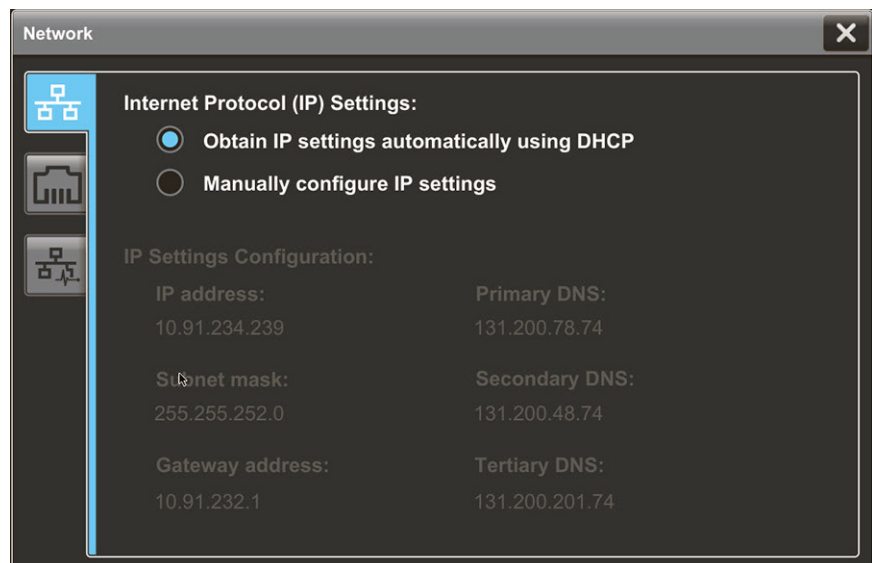 Network
Internet Protocol (IP) Settings:
Obtain IP settings automatically using DHCP
Manually configure IP settings
IP Settings Configuration:
IP address:
10.91.234.239
Subnet mask:
255.255.252.0
Gateway address:
10.91.232.1
Primary DNS:
131.200.78.74
Secondary DNS:
131.200.48.74
Tertiary DNS:
131.200.201.74